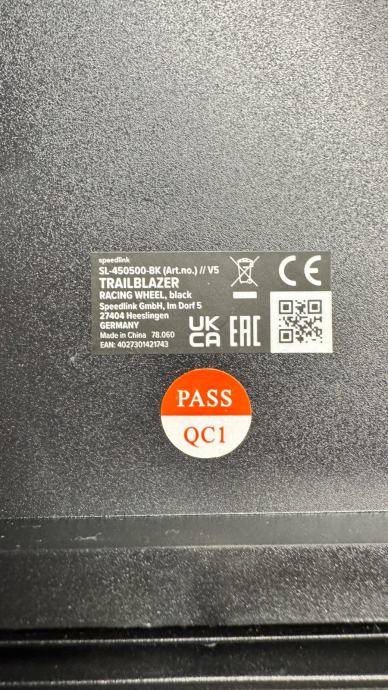 speedlink
SL-450500-BK (Art.no.) // V5
TRAILBLAZER
RACING WHEEL, black
Speedlink GmbH, Im Dorf 5
27404 Heeslingen
GERMANY
Made in China 78.060
EAN: 4027301421743
CE
UK
CA
EAC
PASS
QC1